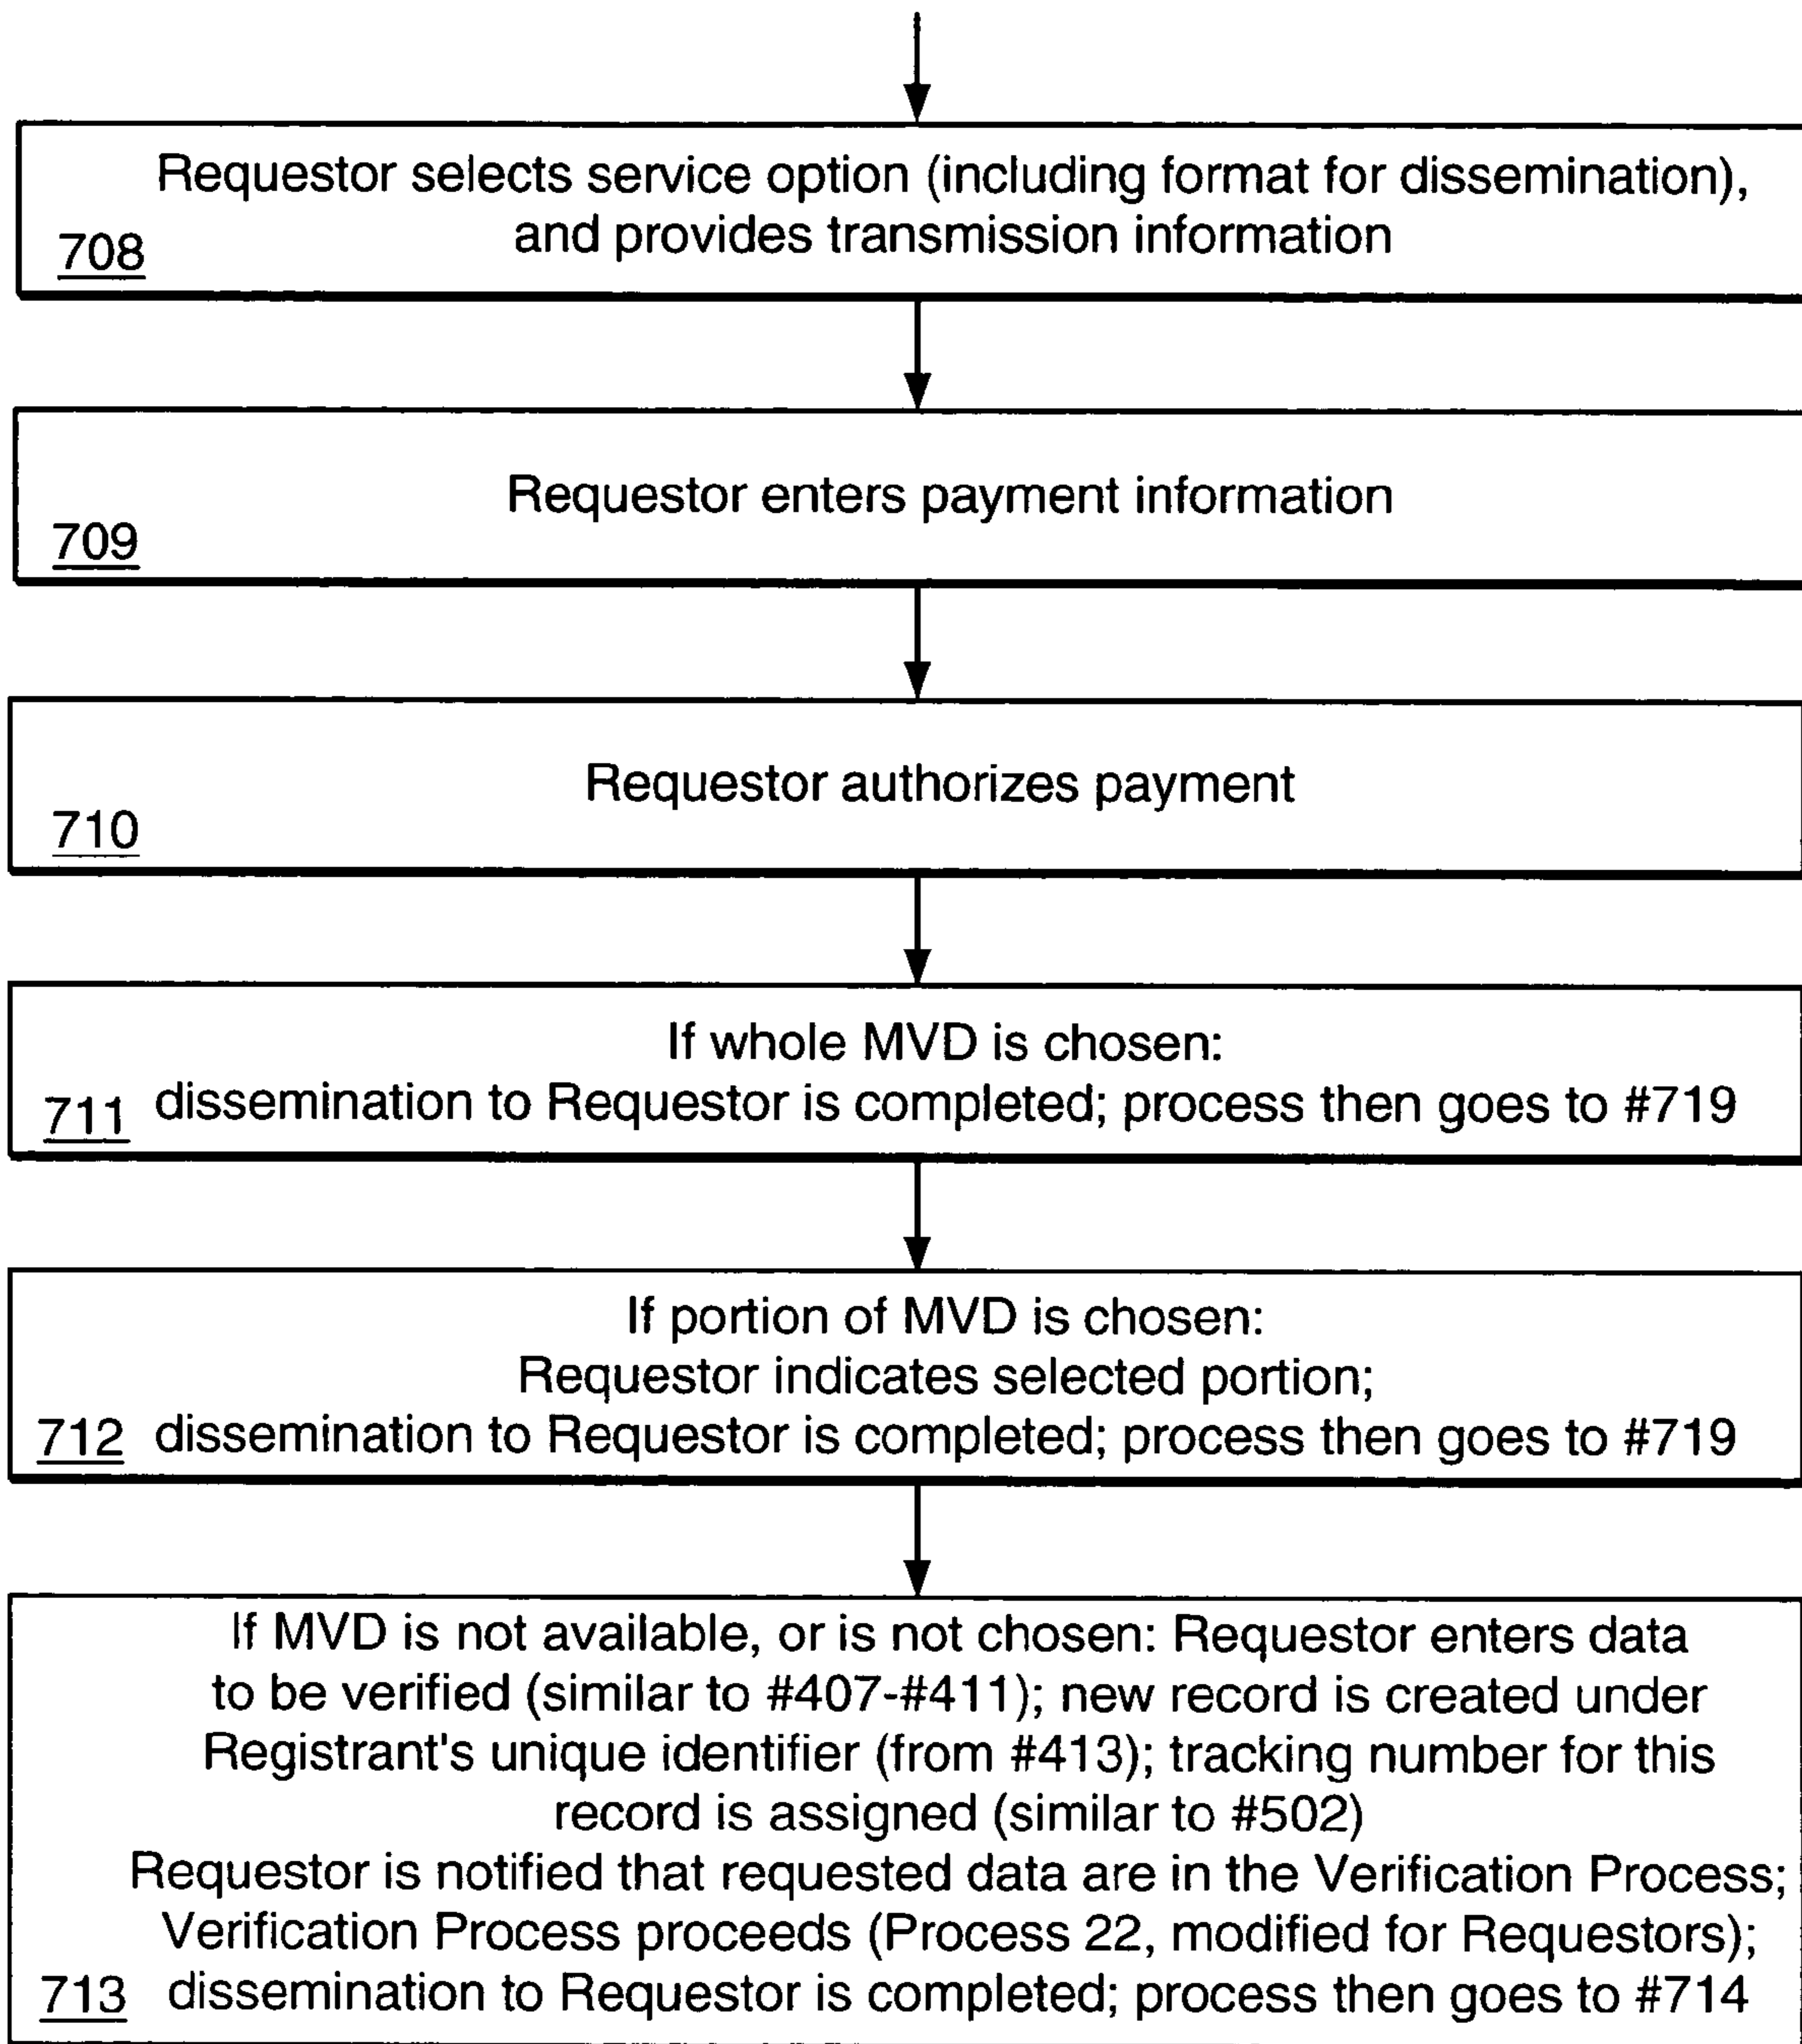 Requestor selects service option (including format for dissemination),
and provides transmission information
708
Requestor enters payment information
709
Requestor authorizes payment
710
If whole MVD is chosen:
711 dissemination to Requestor is completed; process then goes to #719
If portion of MVD is chosen:
Requestor indicates selected portion;
712 dissemination to Requestor is completed; process then goes to #719
If MVD is not available, or is not chosen: Requestor enters data
to be verified (similar to #407-#411); new record is created under
Registrant's unique identifier (from #413); tracking number for this
record is assigned (similar to #502)
Requestor is notified that requested data are in the Verification Process;
Verification Process proceeds (Process 22, modified for Requestors);
713 dissemination to Requestor is completed; process then goes to #714